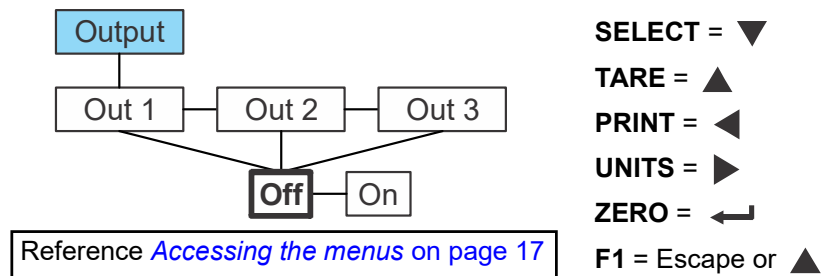 Output
Out 1 Out 2 Out 3
Off On
Reference Accessing the menus on page 17
SELECT = ▼
TARE = ▲
PRINT = ◀
UNITS = ▶
ZERO = ↵
F1 = Escape or ▲